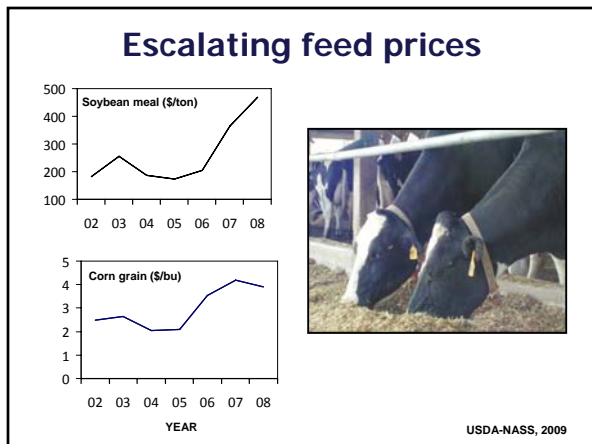 Escalating feed prices
500
400
300
200
100
Soybean meal ($/ton)
02 03 04 05 06 07 08
5
4
3
2
1
0
Corn grain ($/bu)
02 03 04 05 06 07 08
YEAR
USDA-NASS, 2009